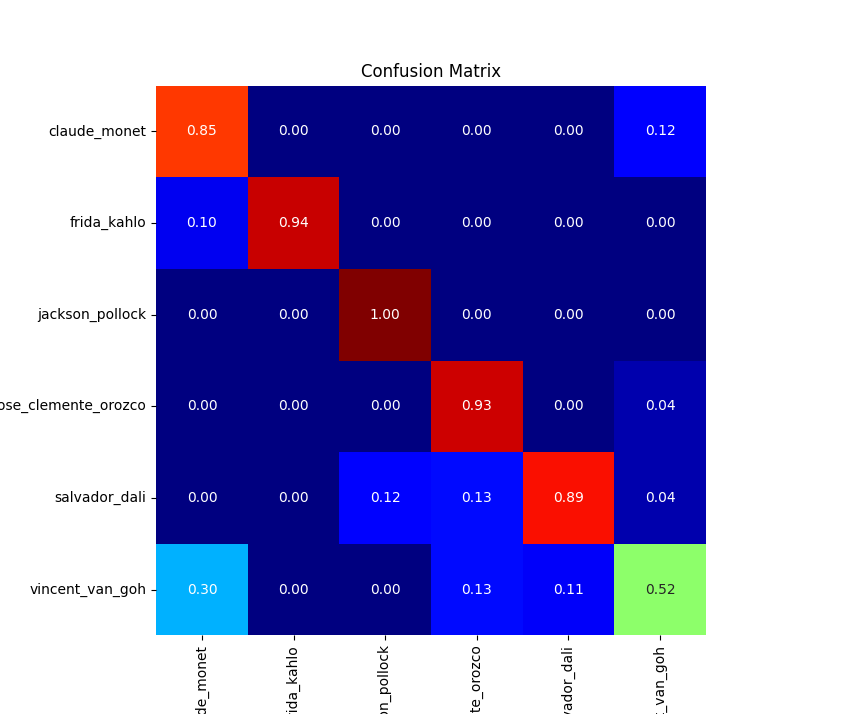 Confusion Matrix
claude_monet 0.85 0.00 0.00 0.00 0.00 0.12
frida_kahlo 0.10 0.94 0.00 0.00 0.00 0.00
jackson_pollock 0.00 0.00 1.00 0.00 0.00 0.00
ose_clemente_orozco 0.00 0.00 0.00 0.93 0.00 0.04
salvador_dali 0.00 0.00 0.12 0.13 0.89 0.04
vincent_van_goh 0.30 0.00 0.00 0.13 0.11 0.52
de_monet
ida_kahlo
on_pollock
te_orozco
vador_dali
_van_goh